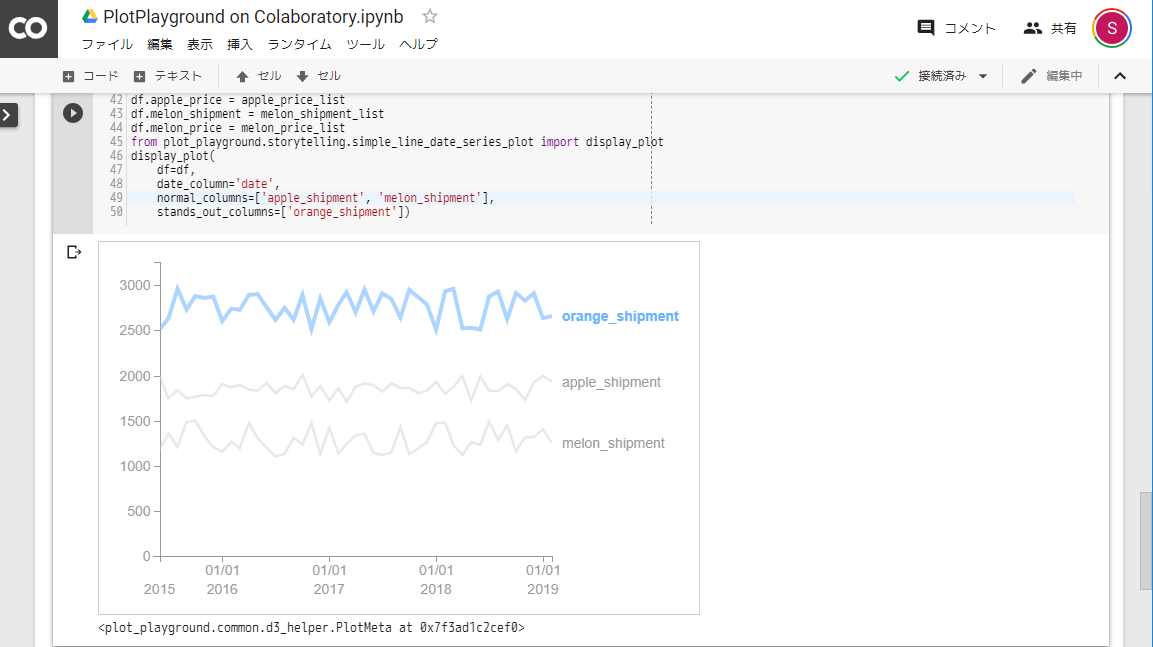 CO PlotPlayground on Colaboratory.ipynb
コメント 共有 S
ファイル 編集 表示 挿入 ランタイム ツール ヘルプ
コード テキスト セル セル 接続済み 編集中
42 df.apple_price = apple_price_list
43 df.melon_shipment = melon_shipment_list
44 df.melon_price = melon_price_list
45 from plot_playground.storytelling.simple_line_date_series_plot import display_plot
46 display_plot(
47 df=df,
48 date_column='date',
49 normal_columns=['apple_shipment', 'melon_shipment'],
50 stands_out_columns=['orange_shipment'])
3000
orange_shipment
2500
2000
apple_shipment
1500
melon_shipment
1000
500
0
01/01 01/01 01/01 01/01
2015 2016 2017 2018 2019
<plot_playground.common.d3_helper.PlotMeta at 0x7f3ad1c2cef0>